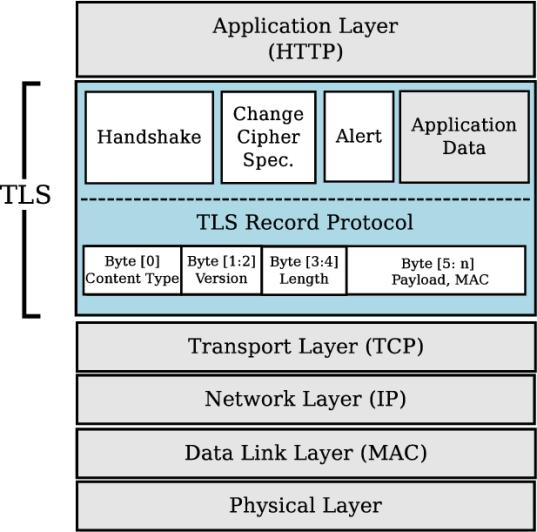 Application Layer
(HTTP)
TLS
Handshake
Change
Cipher
Spec.
Alert
Application
Data
TLS Record Protocol
Byte [0]
Content Type
Byte [1:2]
Version
Byte [3:4]
Length
Byte [5: n]
Payload, MAC
Transport Layer (TCP)
Network Layer (IP)
Data Link Layer (MAC)
Physical Layer